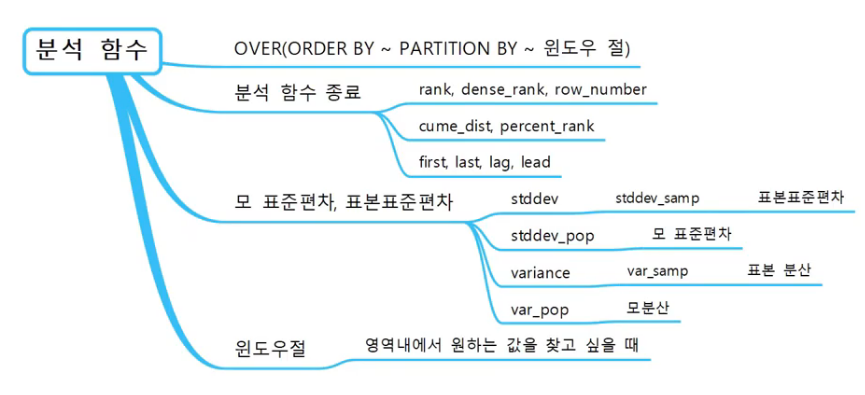 분석 함수
OVER(ORDER BY ~ PARTITION BY ~ 윈도우 절)
분석 함수 종료
rank, dense_rank, row_number
cume_dist, percent_rank
first, last, lag, lead
모 표준편차, 표본표준편차
stddev stddev_samp 표본표준편차
stddev_pop 모 표준편차
variance var_samp 표본 분산
var_pop 모분산
윈도우절
영역내에서 원하는 값을 찾고 싶을 때